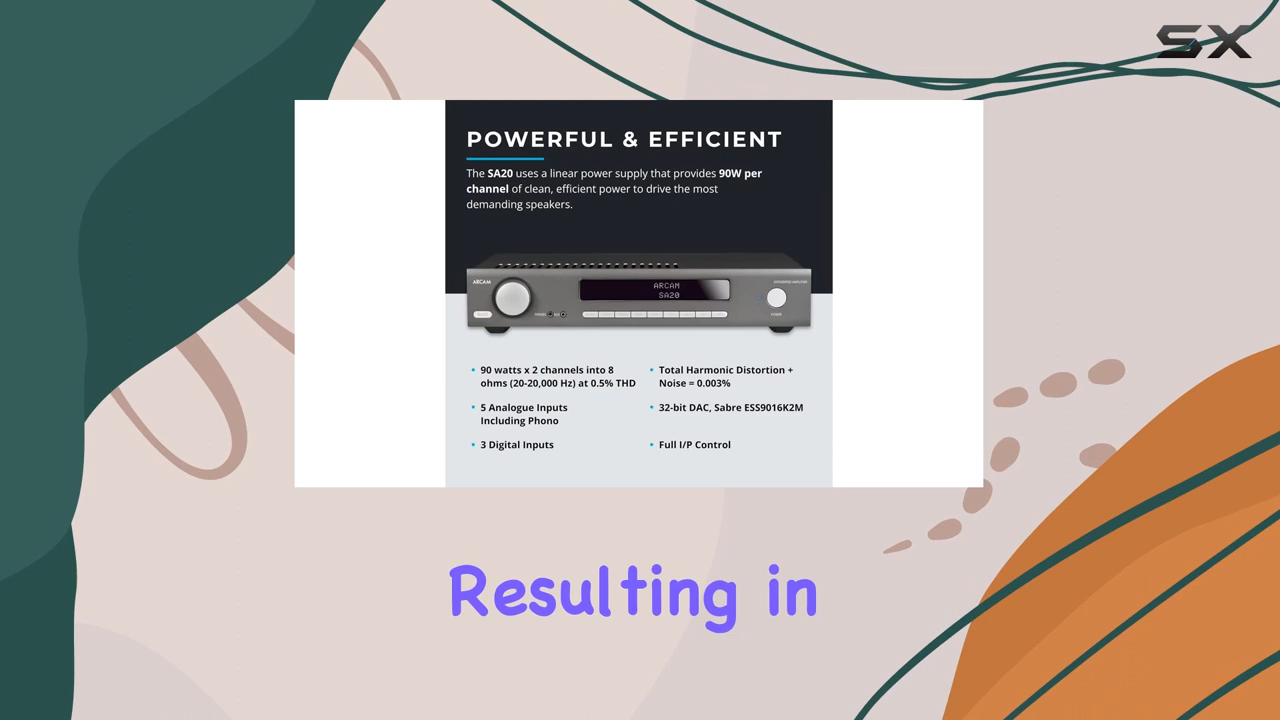 SX
POWERFUL & EFFICIENT
The SA20 uses a linear power supply that provides 90W per
channel of clean, efficient power to drive the most
demanding speakers.
ARCAM
ARCAM
SA20
POWER
• 90 watts x 2 channels into 8
ohms (20-20,000 Hz) at 0.5% THD
• 5 Analogue Inputs
Including Phono
• 3 Digital Inputs
• Total Harmonic Distortion +
Noise = 0.003%
• 32-bit DAC, Sabre ESS9016K2M
• Full I/P Control
Resulting in